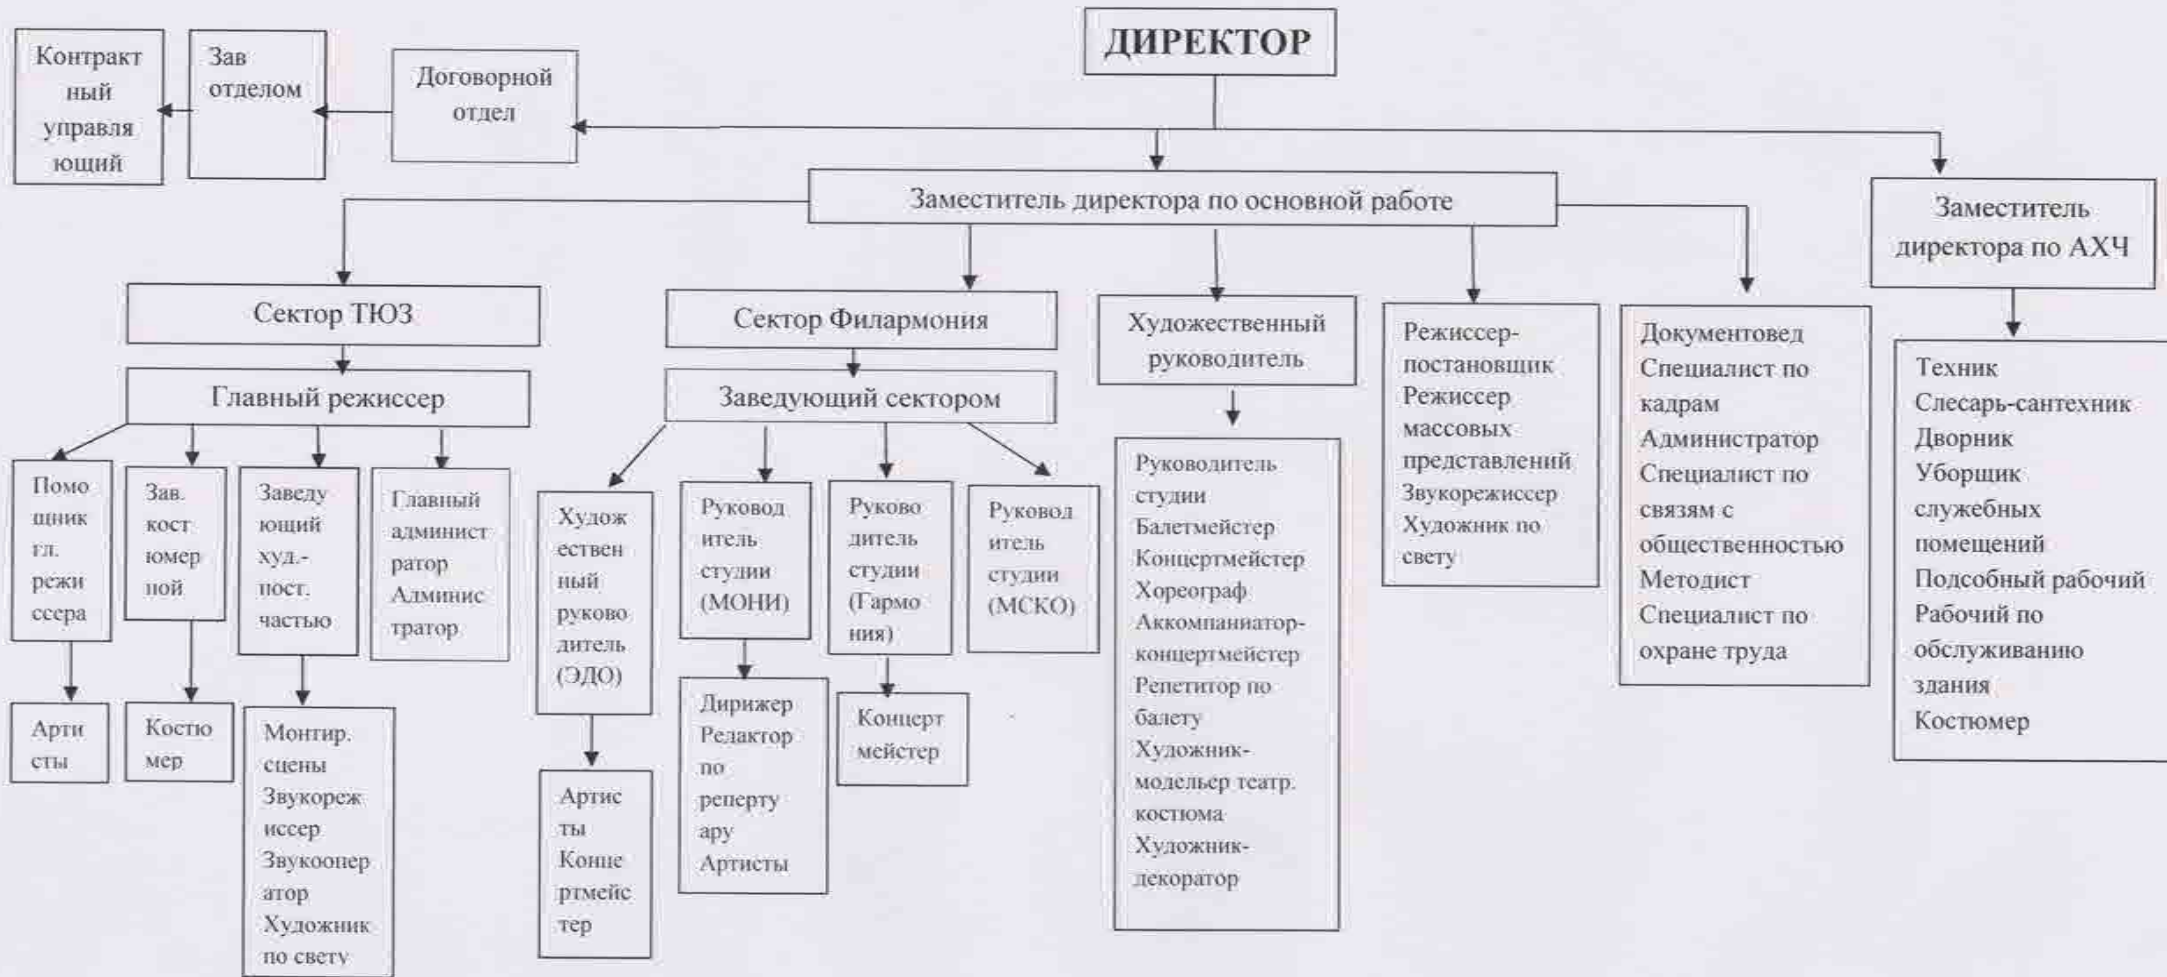 ДИРЕКТОР
Контракт
ный
управля
ющий
Зав
отделом
Договорной
отдел
Заместитель директора по основной работе
Заместитель
директора по АХЧ
Сектор ТЮЗ
Сектор Филармония
Художественный
руководитель
Режиссер-
постановщик
Режиссер
массовых
представлений
Звукорежиссер
Художник по
свету
Документовед
Специалист по
кадрам
Администратор
Специалист по
связям с
общественностью
Методист
Специалист по
охране труда
Техник
Слесарь-сантехник
Дворник
Уборщик
служебных
помещений
Подсобный рабочий
Рабочий по
обслуживанию
здания
Костюмер
Главный режиссер
Заведующий сектором
Помо
щник
гл.
режи
ссера
Зав.
кост
юмер
ной
Заведу
ющий
худ.-
пост.
частью
Главный
админист
ратор
Админис
тратор
Худож
ествен
ный
руково
дитель
(ЭДО)
Руковод
итель
студии
(МОНИ)
Руково
дитель
студии
(Гармо
ния)
Руковод
итель
студии
(МСКО)
Руководитель
студии
Балетмейстер
Концертмейстер
Хореограф
Аккомпаниатор-
концертмейстер
Репетитор по
балету
Художник-
модельер театр.
костюма
Художник-
декоратор
Арти
сты
Костю
мер
Монтир.
сцены
Звукореж
иссер
Звукоопер
атор
Художник
по свету
Артис
ты
Конце
ртмейс
тер
Дирижер
Редактор
по
реперту
ару
Артисты
Концерт
мейстер